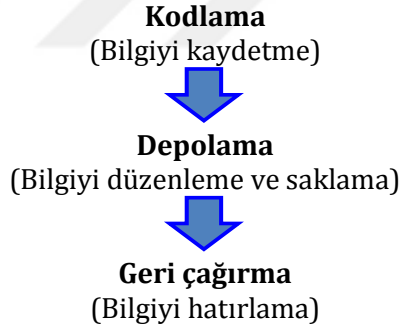 Kodlama
(Bilgiyi kaydetme)
Depolama
(Bilgiyi düzenleme ve saklama)
Geri çağırma
(Bilgiyi hatırlama)